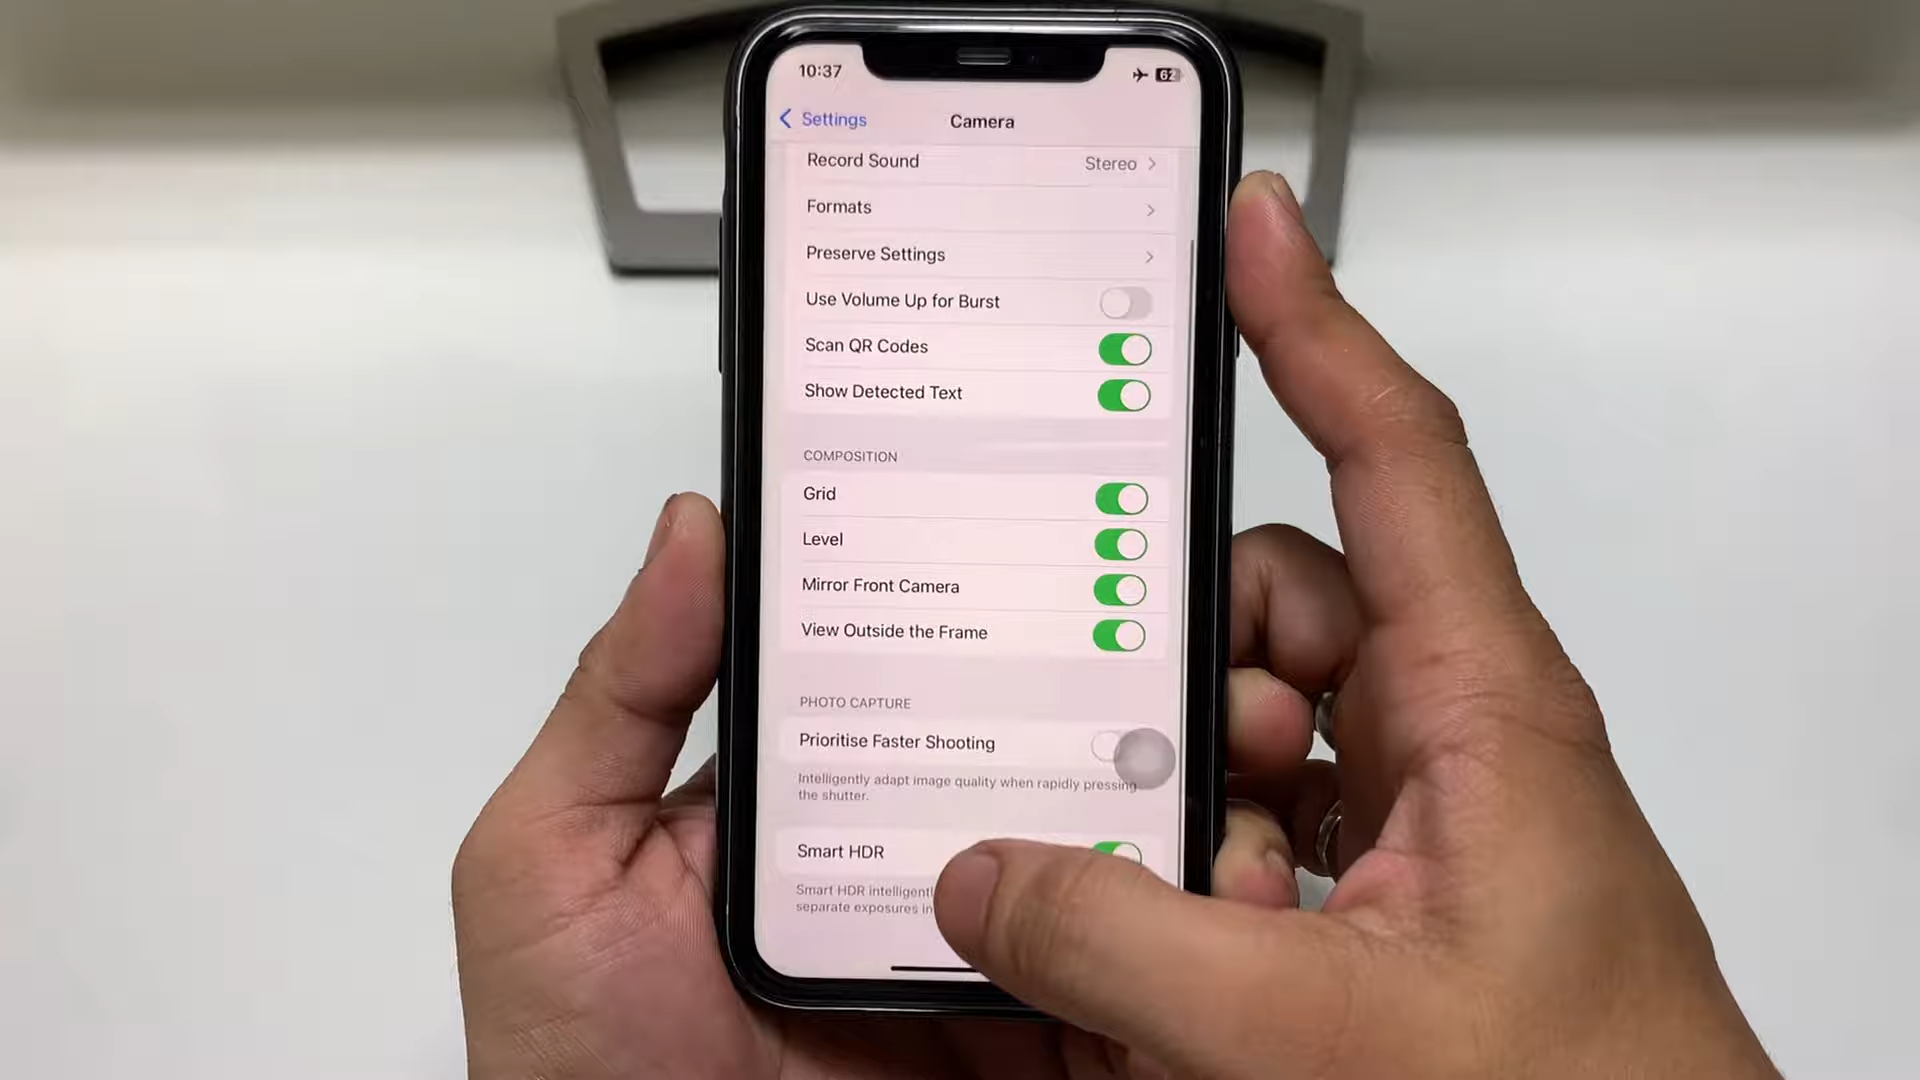 10:37
62
Settings
Camera
Record Sound
Stereo
Formats
Preserve Settings
Use Volume Up for Burst
Scan QR Codes
Show Detected Text
COMPOSITION
Grid
Level
Mirror Front Camera
View Outside the Frame
PHOTO CAPTURE
Prioritise Faster Shooting
Intelligently adapt image quality when rapidly pressing
the shutter.
Smart HDR
Smart HDR intelligentl
separate exposures in